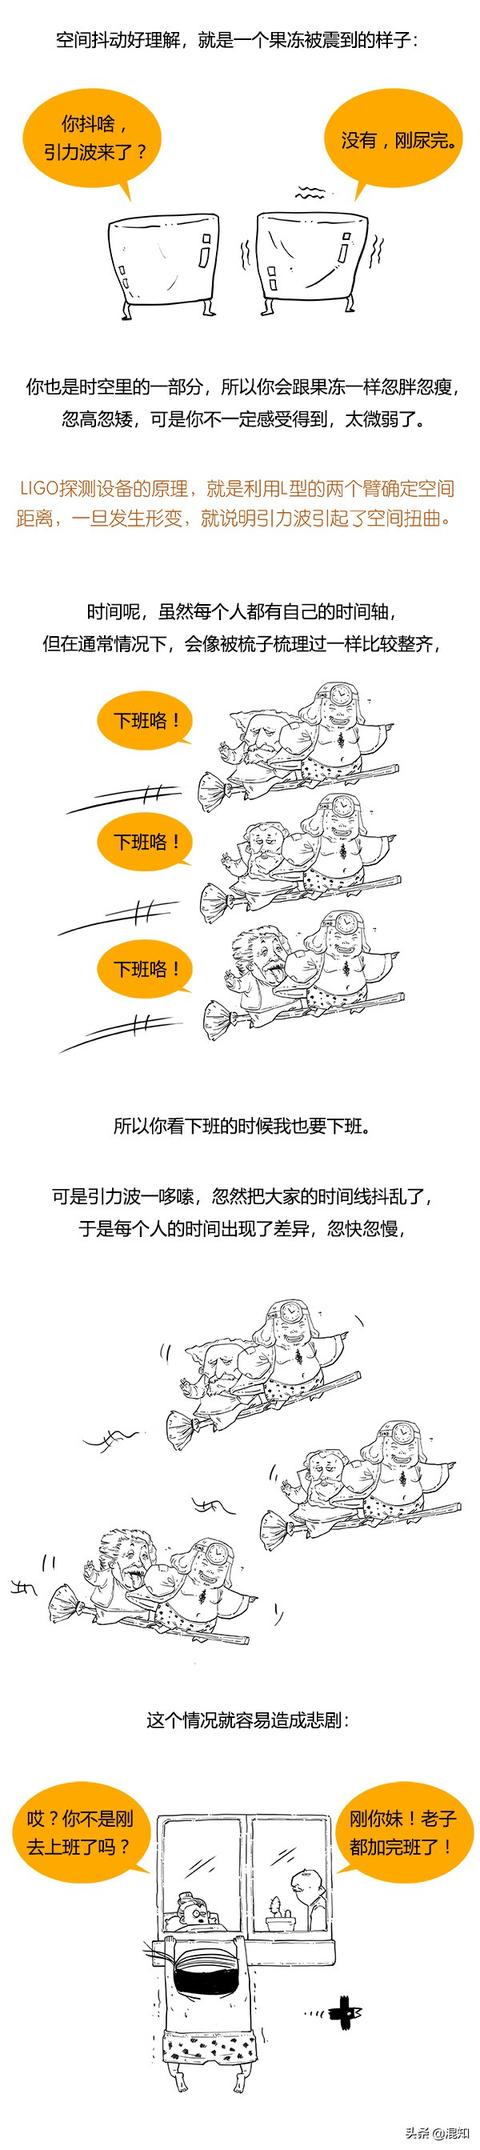 空间抖动好理解，就是一个果冻被震到的样子：
你抖啥，
引力波来了？
没有，刚尿完。
你也是时空里的一部分，所以你会跟果冻一样忽胖忽瘦，
忽高忽矮，可是你不一定感受得到，太微弱了。
LIGO探测设备的原理，就是利用L型的两个臂确定空间
距离，一旦发生形变，就说明引力波引起了空间扭曲。
时间呢，虽然每个人都有自己的时间轴，
但在通常情况下，会像被梳子梳理过一样比较整齐，
下班咯！
下班咯！
下班咯！
所以你看下班的时候我也要下班。
可是引力波一哆嗦，忽然把大家的时间线抖乱了，
于是每个人的时间出现了差异，忽快忽慢，
这个情况就容易造成悲剧：
哎？你不是刚
去上班了吗？
刚你妹！老子
都加完班了！
头条 @混知